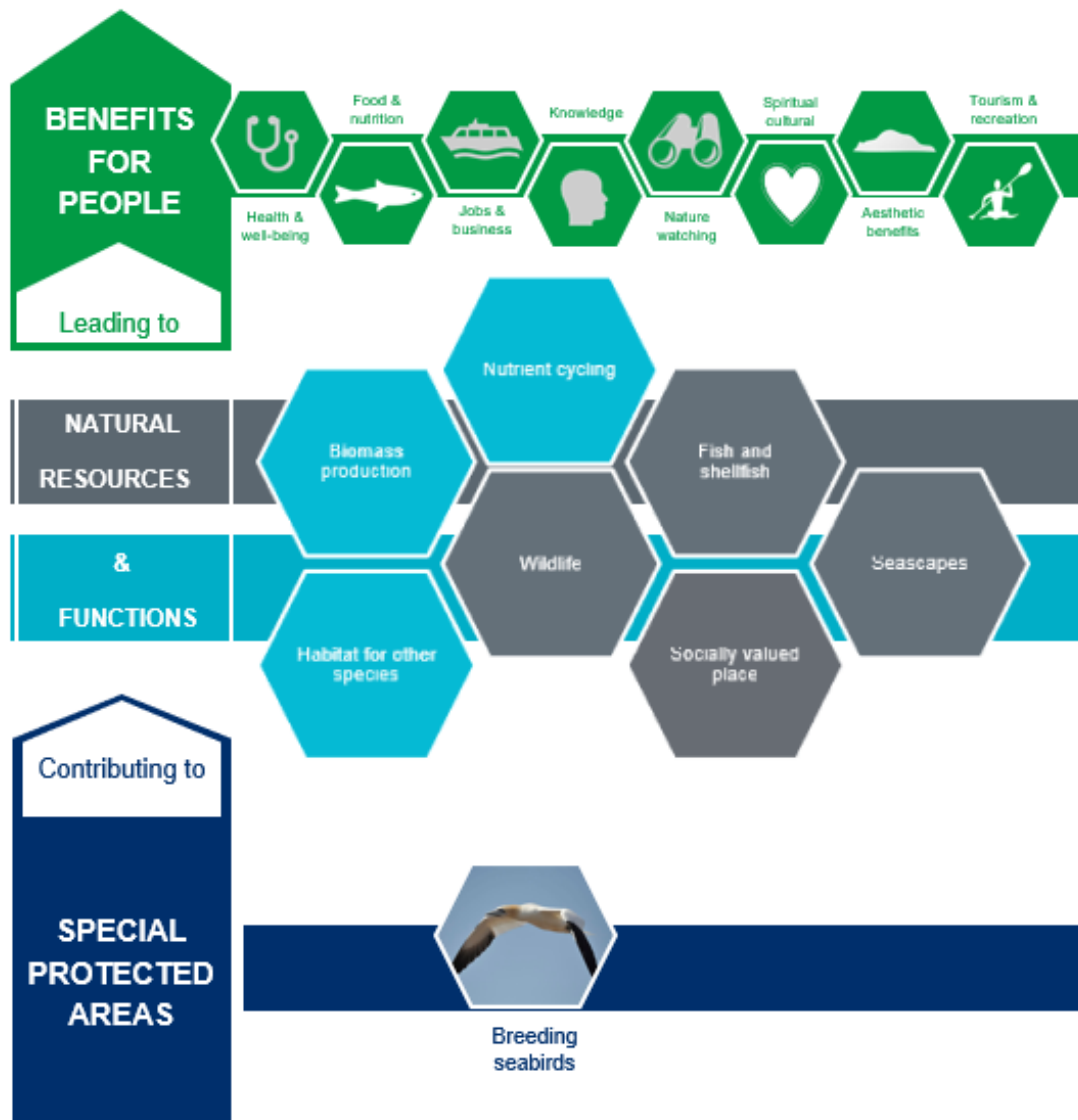 BENEFITS
FOR
PEOPLE
Leading to
Health &
well-being
Food &
nutrition
Jobs &
business
Knowledge
Nature
watching
Spiritual
cultural
Aesthetic
benefits
Tourism &
recreation
NATURAL
RESOURCES
&
FUNCTIONS
Nutrient cycling
Biomass
production
Fish and
shellfish
Wildlife
Seascapes
Habitat for other
species
Socially valued
place
Contributing to
SPECIAL
PROTECTED
AREAS
Breeding
seabirds